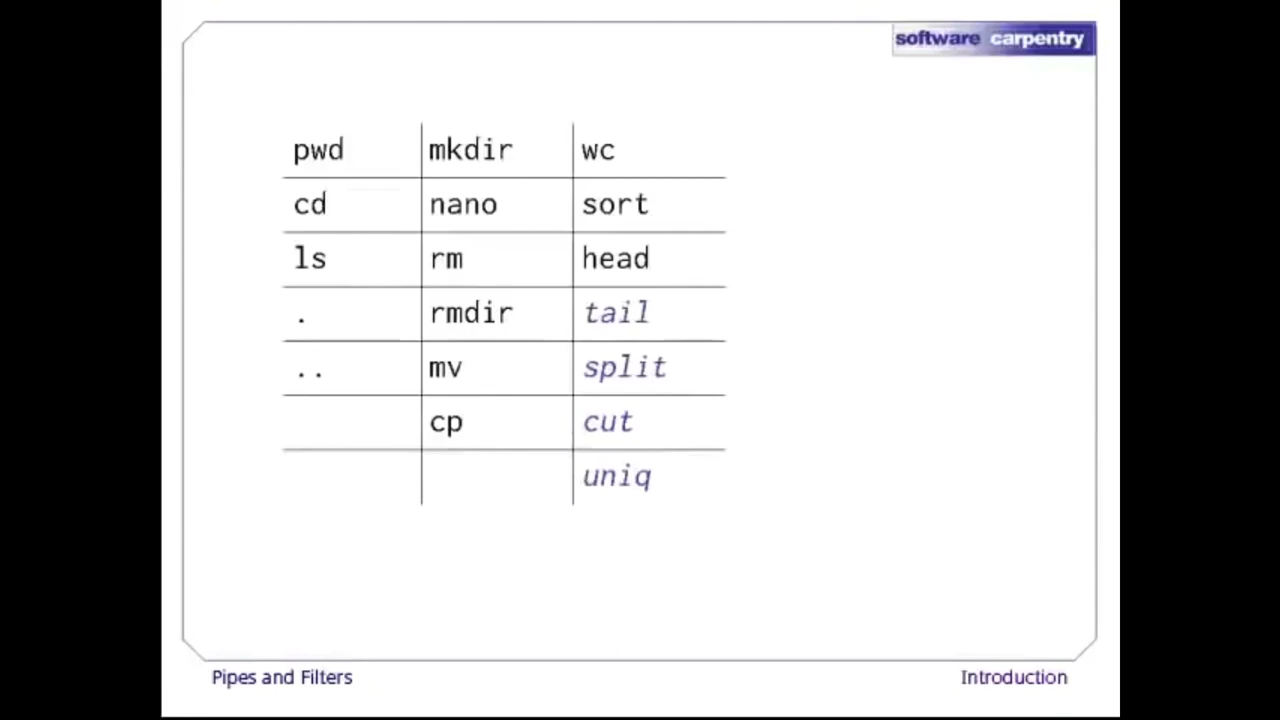 software carpentry
pwd mkdir wc
cd nano sort
ls rm head
. rmdir tail
.. mv split
cp cut
uniq
Pipes and Filters Introduction